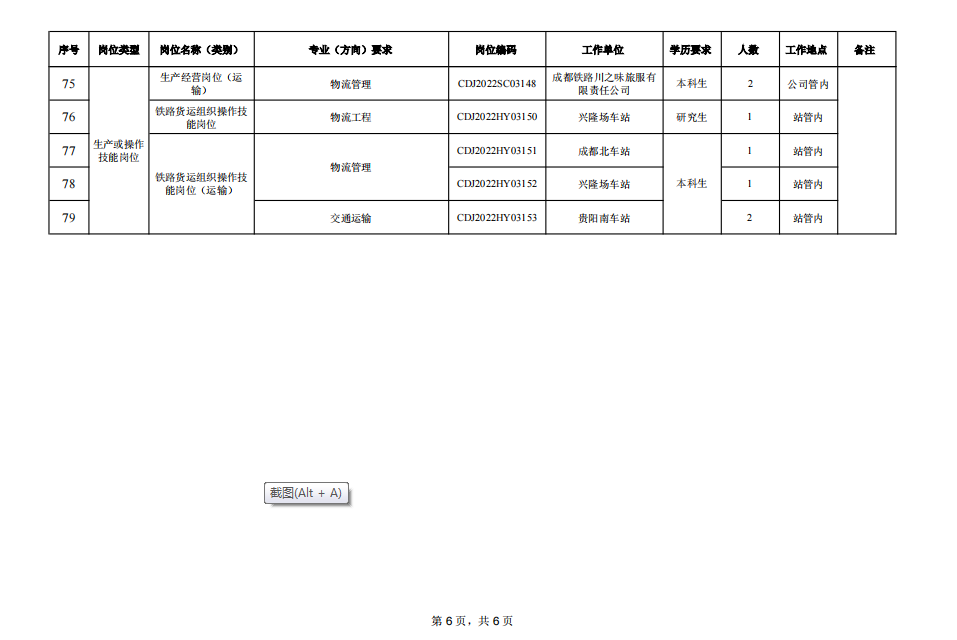 序号 岗位类型 岗位名称（类别） 专业（方向）要求 岗位编码 工作单位 学历要求 人数 工作地点 备注
75 生产经营岗位（运
输） 物流管理 CDJ2022SC03148 成都铁路川之味旅服有
限责任公司 本科生 2 公司管内
76 铁路货运组织操作技
能岗位 物流工程 CDJ2022HY03150 兴隆场车站 研究生 1 站管内
生产或操作
技能岗位
77 铁路货运组织操作技
能岗位（运输） 物流管理 CDJ2022HY03151 成都北车站 本科生 1 站管内
78 CDJ2022HY03152 兴隆场车站 1 站管内
79 交通运输 CDJ2022HY03153 贵阳南车站 2 站管内
截图(Alt + A)
第 6 页，共 6 页